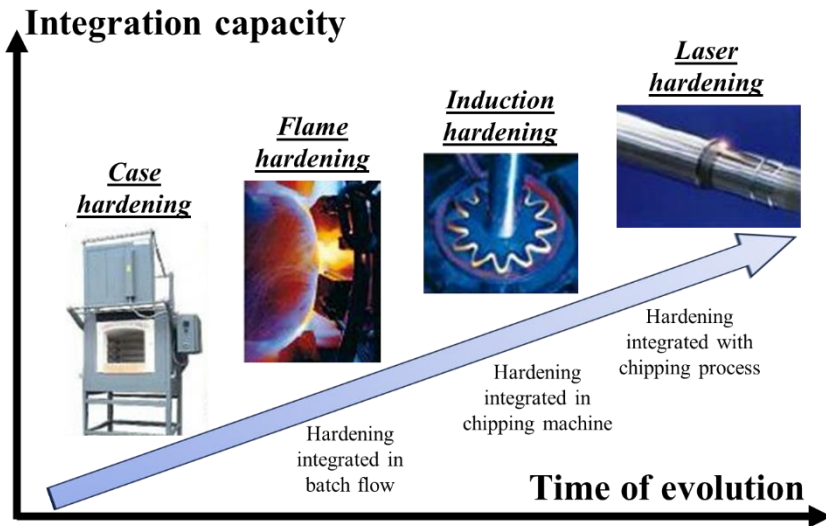 Integration capacity
Case
hardening
Flame
hardening
Induction
hardening
Laser
hardening
Hardening
integrated in
batch flow
Hardening
integrated in
chipping machine
Hardening
integrated with
chipping process
Time of evolution